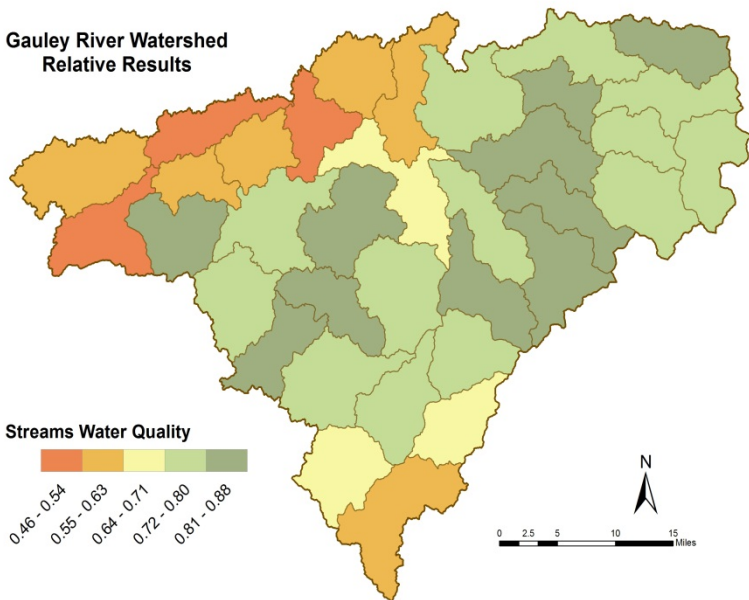 Gauley River Watershed
Relative Results
Streams Water Quality
0.46 - 0.54
0.55 - 0.63
0.64 - 0.71
0.72 - 0.80
0.81 - 0.88
N
0 2.5 5 10 15
Miles